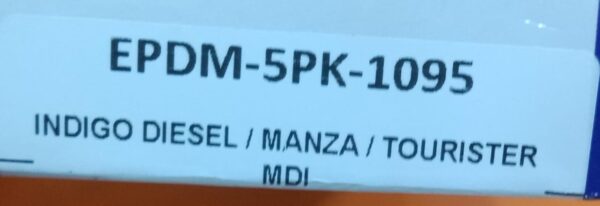 EPDM-5PK-1095
INDIGO DIESEL / MANZA / TOURISTER
MDI